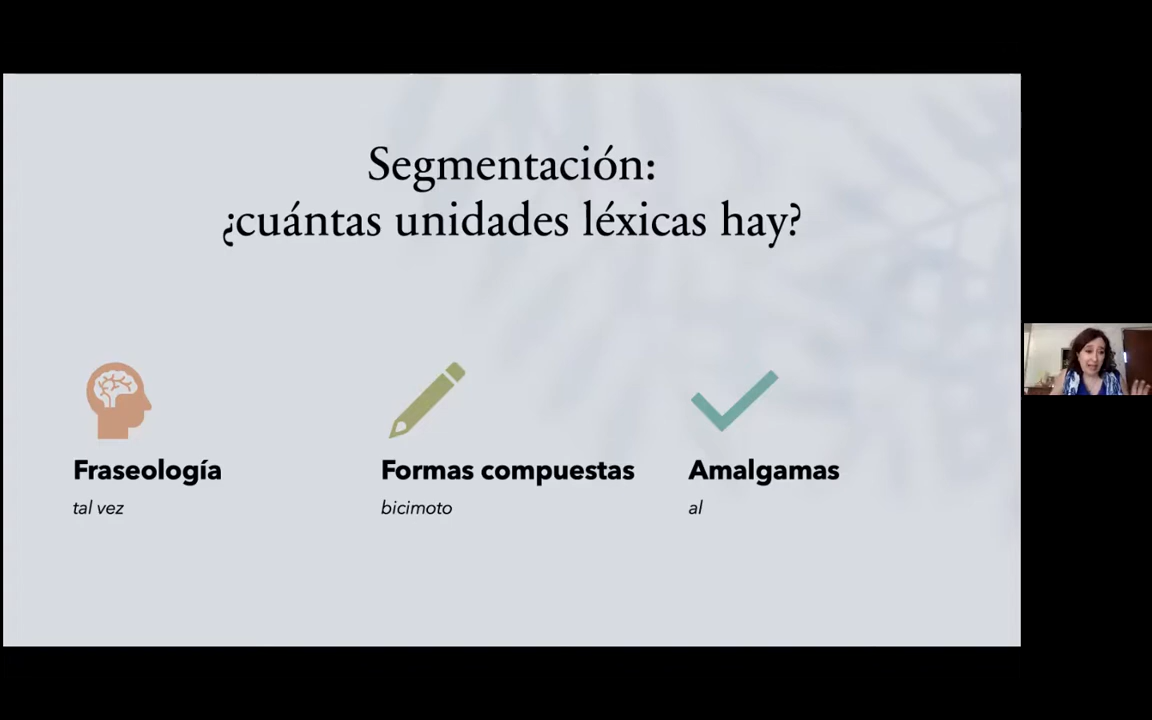 Segmentación:
¿cuántas unidades léxicas hay?
Fraseología
tal vez
Formas compuestas
bicimoto
Amalgamas
al